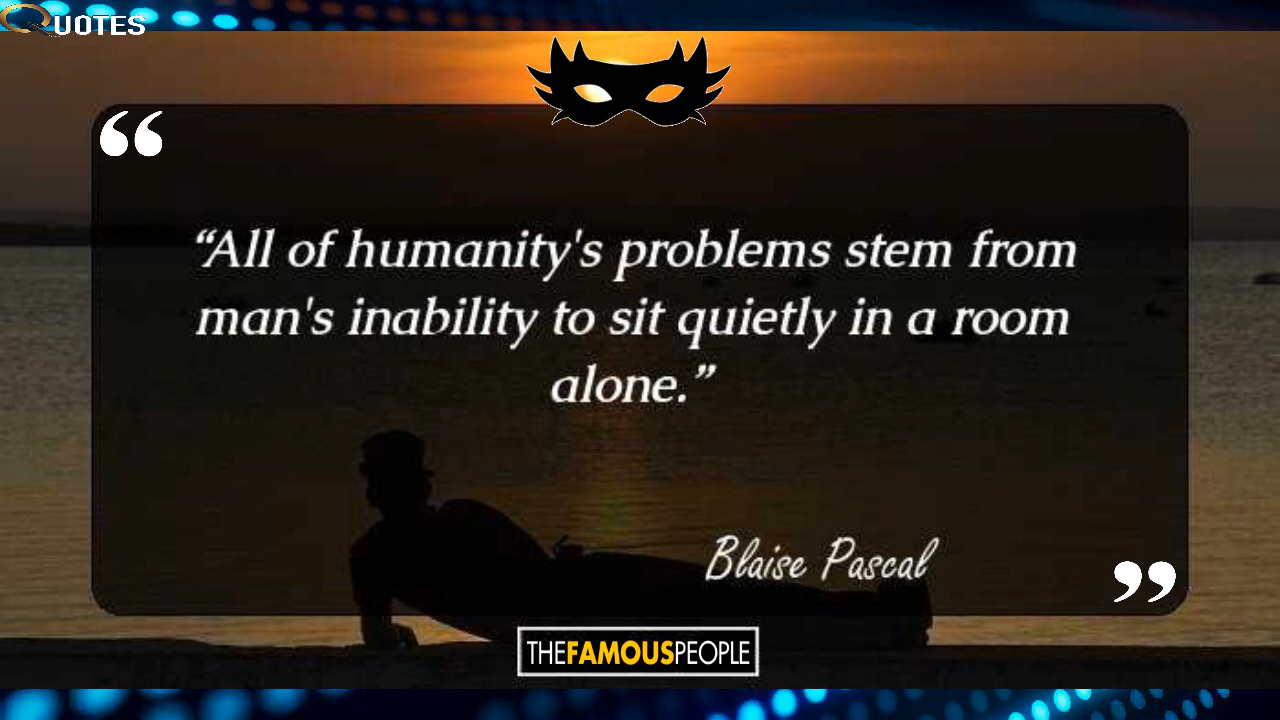 QUOTES
“
“All of humanity's problems stem from
man's inability to sit quietly in a room
alone.”
Blaise Pascal
”
THEFAMOUSPEOPLE